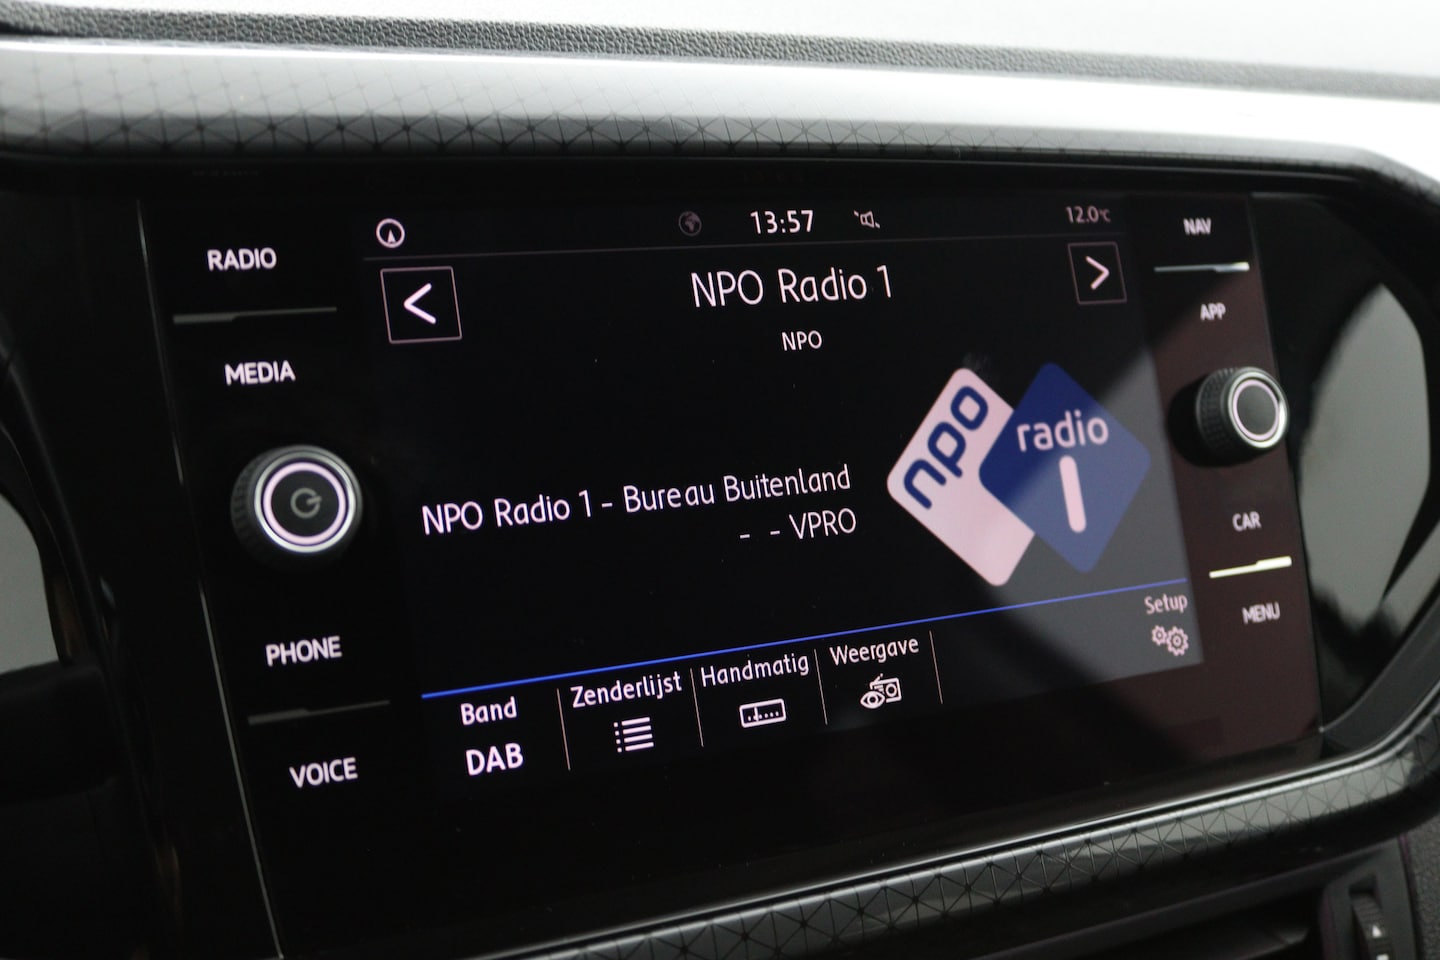 RADIO
MEDIA
PHONE
VOICE
13:57
12.0°C
NPO Radio 1
NPO
NPO Radio 1 - Bureau Buitenland
- - VPRO
npo
radio
1
Setup
Band
DAB
Zenderlijst
Handmatig
Weergave
NAV
APP
CAR
MENU